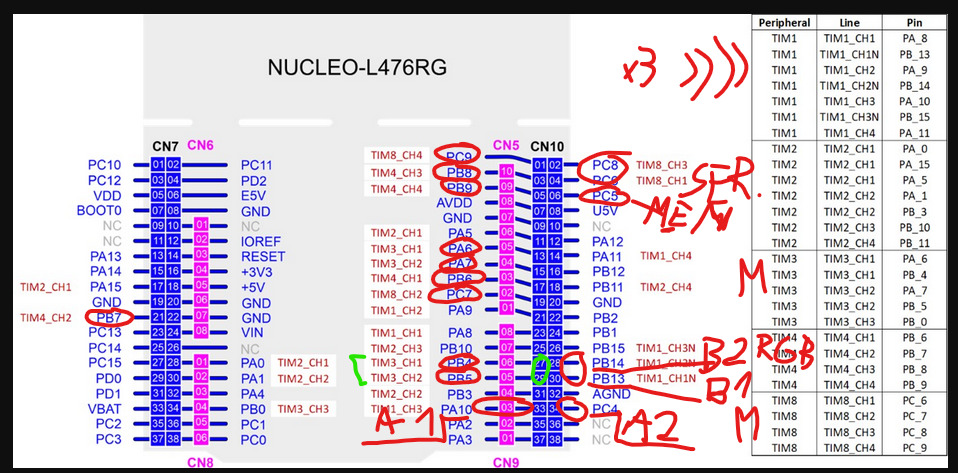 NUCLEO-L476RG
x3
CN7 CN6
CN5 CN10
PC10 01 02 PC11 TIM8_CH4 PC9 01 02 PC8 TIM8_CH3
PC12 03 04 PD2 TIM4_CH3 PB8 10 03 04 PC6 TIM8_CH1
VDD 05 06 E5V TIM4_CH4 PB9 09 05 06 PC5
BOOT0 07 08 GND AVDD 08 07 08 U5V
NC 09 10 01 NC GND 07 09 10 NC
NC 11 12 02 IOREF TIM2_CH1 PA5 06 11 12 PA12
PA13 13 14 03 RESET TIM3_CH1 PA6 05 13 14 PA11 TIM1_CH4
PA14 15 16 04 +3V3 TIM3_CH2 PA7 04 15 16 PB12
TIM2_CH1 PA15 17 18 05 +5V TIM4_CH1 PB6 03 17 18 PB11 TIM2_CH4
GND 19 20 06 GND TIM8_CH2 PC7 02 19 20 GND
TIM4_CH2 PB7 21 22 07 GND TIM1_CH2 PA9 01 21 22 PB2
PC13 23 24 08 VIN TIM1_CH1 PA8 08 23 24 PB1
PC14 25 26 NC TIM2_CH3 PB10 07 25 26 PB15 TIM1_CH3N
PC15 27 28 01 PA0 TIM2_CH1 TIM3_CH1 PB4 06 27 PB14 TIM1_CH2N
PD0 29 30 02 PA1 TIM2_CH2 TIM3_CH2 PB5 05 29 PB13 TIM1_CH1N
PD1 31 32 03 PA4 TIM2_CH2 PB3 04 31 32 AGND
VBAT 33 34 04 PB0 TIM3_CH3 TIM1_CH3 PA10 03 33 34 PC4
PC2 35 36 05 PC1 PA2 02 35 36 NC
PC3 37 38 06 PC0 PA3 01 37 38 NC
CN8
CN9
SER.
M
B2 RGB
B1
A1
A2
M
Peripheral Line Pin
TIM1 TIM1_CH1 PA_8
TIM1 TIM1_CH1N PB_13
TIM1 TIM1_CH2 PA_9
TIM1 TIM1_CH2N PB_14
TIM1 TIM1_CH3 PA_10
TIM1 TIM1_CH3N PB_15
TIM1 TIM1_CH4 PA_11
TIM2 TIM2_CH1 PA_0
TIM2 TIM2_CH1 PA_15
TIM2 TIM2_CH1 PA_5
TIM2 TIM2_CH2 PA_1
TIM2 TIM2_CH2 PB_3
TIM2 TIM2_CH3 PB_10
TIM2 TIM2_CH4 PB_11
TIM3 TIM3_CH1 PA_6
TIM3 TIM3_CH1 PB_4
TIM3 TIM3_CH2 PA_7
TIM3 TIM3_CH2 PB_5
TIM3 TIM3_CH3 PB_0
TIM4 TIM4_CH1 PB_6
TIM4 TIM4_CH2 PB_7
TIM4 TIM4_CH3 PB_8
TIM4 TIM4_CH4 PB_9
TIM8 TIM8_CH1 PC_6
TIM8 TIM8_CH2 PC_7
TIM8 TIM8_CH3 PC_8
TIM8 TIM8_CH4 PC_9